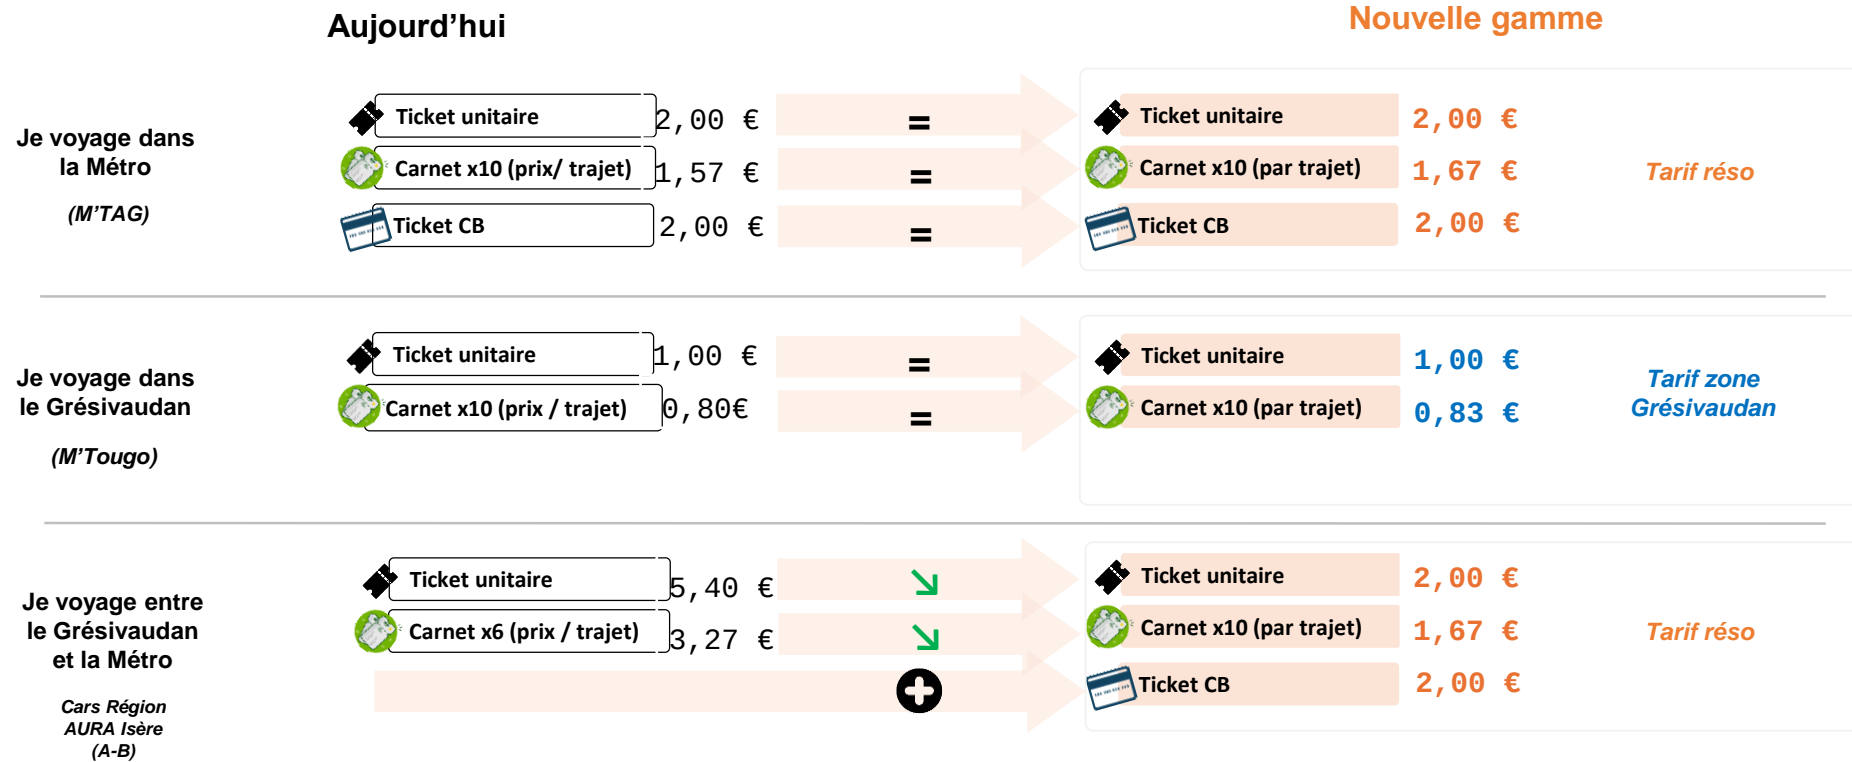 Aujourd’hui
Nouvelle gamme
Je voyage dans
la Métro
(M’TAG)
Ticket unitaire 2,00 € = Ticket unitaire 2,00 €
Carnet x10 (prix/ trajet) 1,57 € = Carnet x10 (par trajet) 1,67 €
Ticket CB 2,00 € = Ticket CB 2,00 €
Tarif réso
Je voyage dans
le Grésivaudan
(M’Tougo)
Ticket unitaire 1,00 € = Ticket unitaire 1,00 €
Carnet x10 (prix / trajet) 0,80€ = Carnet x10 (par trajet) 0,83 €
Tarif zone
Grésivaudan
Je voyage entre
le Grésivaudan
et la Métro
Cars Région
AURA Isère
(A-B)
Ticket unitaire 5,40 € Ticket unitaire 2,00 €
Carnet x6 (prix / trajet) 3,27 € Carnet x10 (par trajet) 1,67 €
Ticket CB 2,00 €
Tarif réso